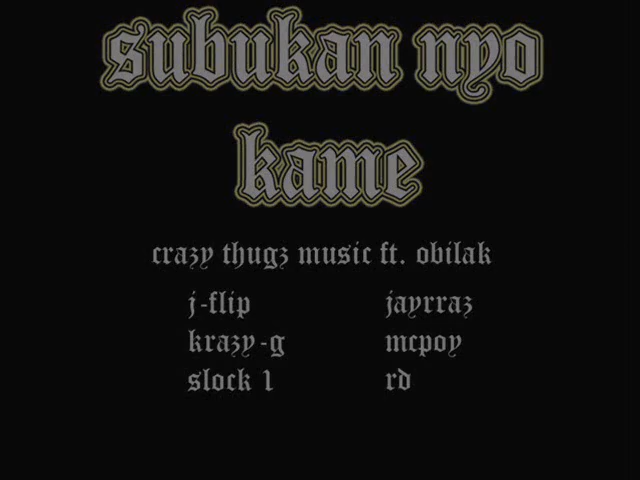 subukan nyo
kame
crazy thugz music ft. obilak
j-flip
krazy-g
slock 1
jayrraz
mcpoy
rd